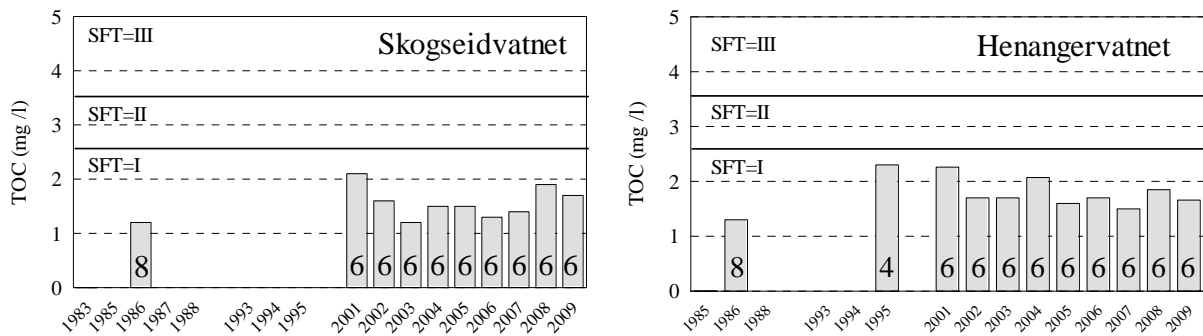 Skogseidvatnet
TOC (mg /l)
5
4
3
2
1
0
SFT=III
SFT=II
SFT=I
8 6 6 6 6 6 6 6 6 6
1983 1985 1986 1987 1988 1993 1994 1995 2001 2002 2003 2004 2005 2006 2007 2008 2009
Henangervatnet
TOC (mg /l)
5
4
3
2
1
0
SFT=III
SFT=II
SFT=I
8 4 6 6 6 6 6 6 6 6 6
1985 1986 1988 1993 1994 1995 2001 2002 2003 2004 2005 2006 2007 2008 2009